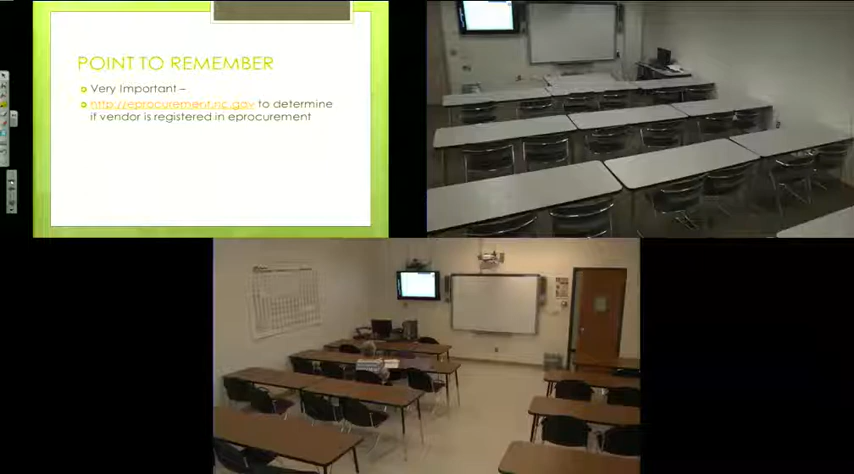 POINT TO REMEMBER
Very Important –
http://eprocurement.nc.gov to determine
if vendor is registered in eprocurement